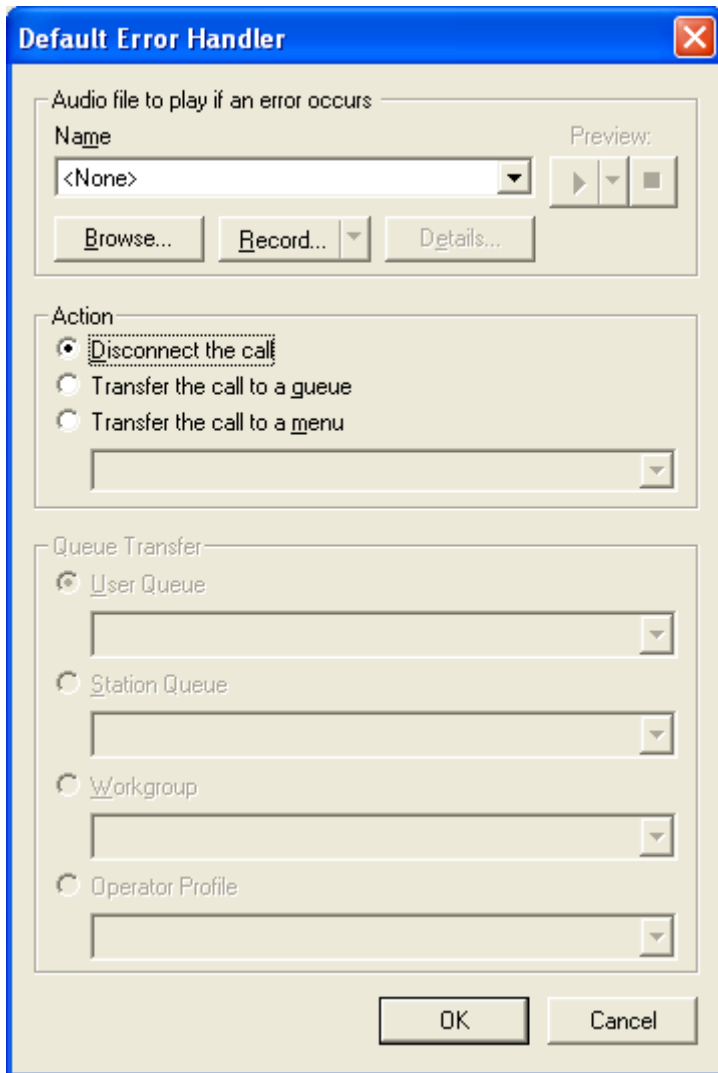 Default Error Handler
Audio file to play if an error occurs
Name
Preview:
<None>
Browse...
Record...
Details...
Action
Disconnect the call
Transfer the call to a queue
Transfer the call to a menu
Queue Transfer
User Queue
Station Queue
Workgroup
Operator Profile
OK
Cancel